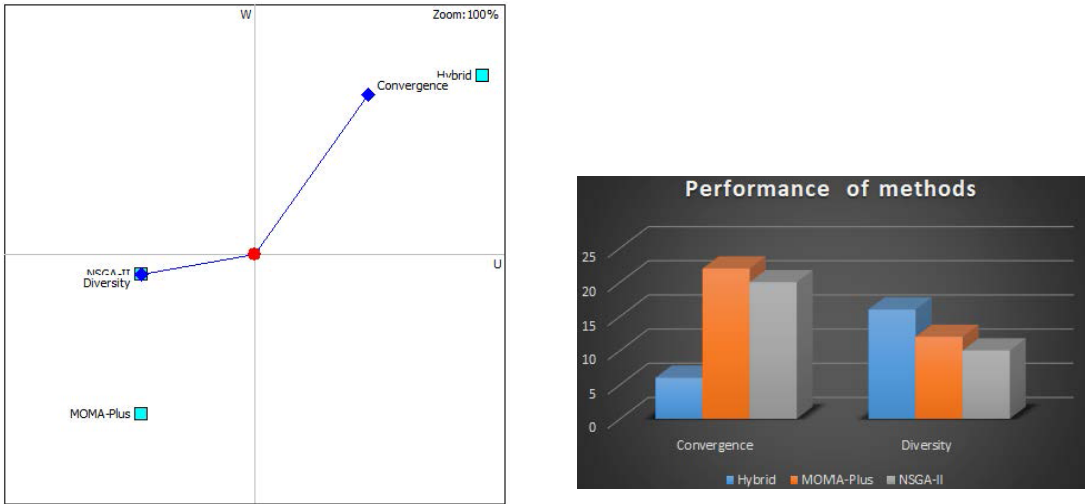 W
Zoom: 100%
Hybrid
Convergence
U
NSGA-II
Diversity
MOMA-Plus
Performance of methods
25
20
15
10
5
0
Convergence Diversity
Hybrid MOMA-Plus NSGA-II